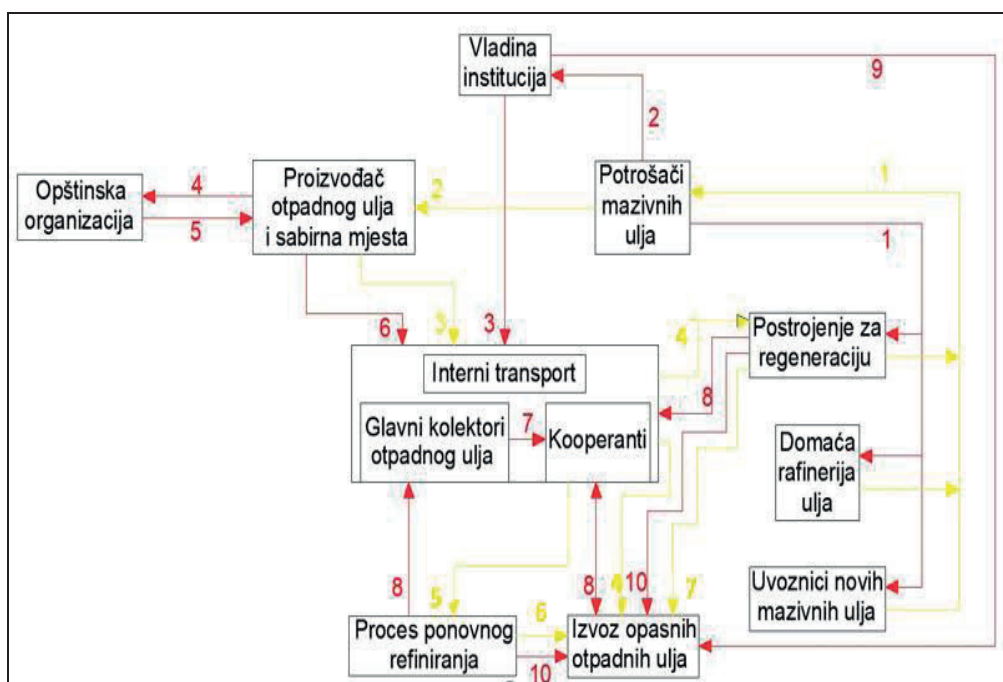 Vladina
institucija
9
2
Opštinska
organizacija
4
5
Proizvođač
otpadnog ulja
i sabirna mjesta
2
Potrošači
mazivnih
ulja
1
1
6
3
3
4
Postrojenje za
regeneraciju
Interni transport
8
Glavni kolektori
otpadnog ulja
7
Kooperanti
Domaća
rafinerija
ulja
8
5
8
4
10
7
Uvoznici novih
mazivnih ulja
Proces ponovnog
refiniranja
6
10
Izvoz opasnih
otpadnih ulja